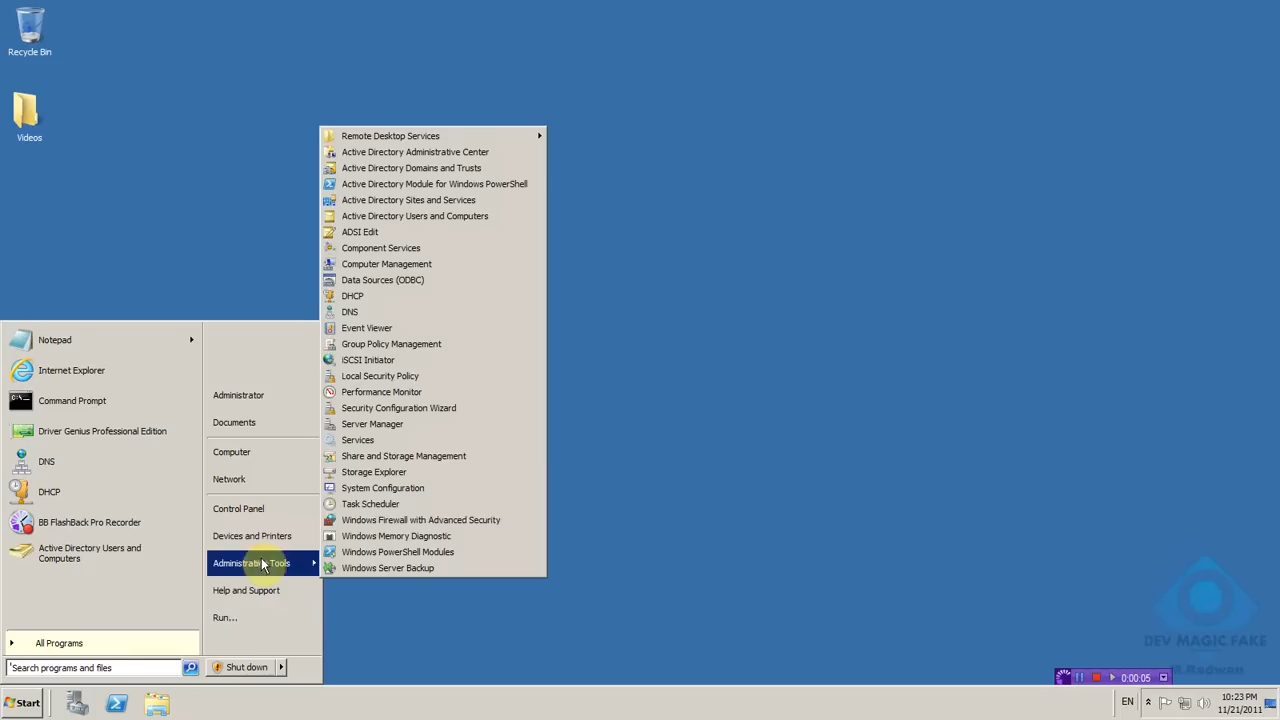 Recycle Bin
Videos
Remote Desktop Services
Active Directory Administrative Center
Active Directory Domains and Trusts
Active Directory Module for Windows PowerShell
Active Directory Sites and Services
Active Directory Users and Computers
ADSI Edit
Component Services
Computer Management
Data Sources (ODBC)
DHCP
DNS
Event Viewer
Group Policy Management
iSCSI Initiator
Local Security Policy
Performance Monitor
Security Configuration Wizard
Server Manager
Services
Share and Storage Management
Storage Explorer
System Configuration
Task Scheduler
Windows Firewall with Advanced Security
Windows Memory Diagnostic
Windows PowerShell Modules
Windows Server Backup
Notepad
Internet Explorer
Command Prompt
Driver Genius Professional Edition
DNS
DHCP
BB FlashBack Pro Recorder
Active Directory Users and
Computers
All Programs
Search programs and files
Administrator
Documents
Computer
Network
Control Panel
Devices and Printers
Administrative Tools
Help and Support
Run...
Shut down
DEV MAGIC FAKE
M.Radwan
0:00:05
Start
EN
10:23 PM
11/21/2011